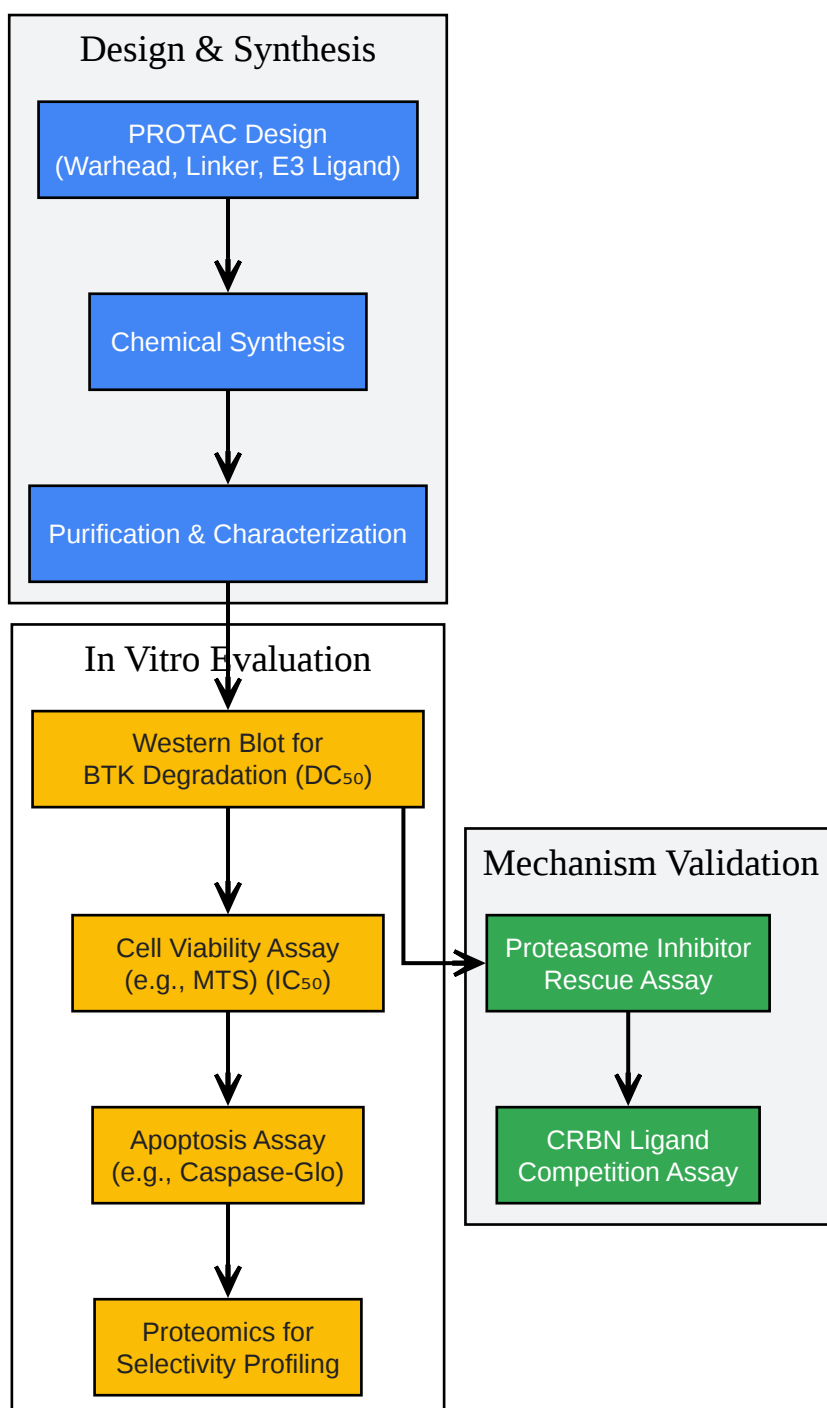 Design & Synthesis
PROTAC Design
(Warhead, Linker, E3 Ligand)
Chemical Synthesis
Purification & Characterization
In Vitro Evaluation
Western Blot for
BTK Degradation (DC₅₀)
Cell Viability Assay
(e.g., MTS) (IC₅₀)
Apoptosis Assay
(e.g., Caspase-Glo)
Proteomics for
Selectivity Profiling
Mechanism Validation
Proteasome Inhibitor
Rescue Assay
CRBN Ligand
Competition Assay